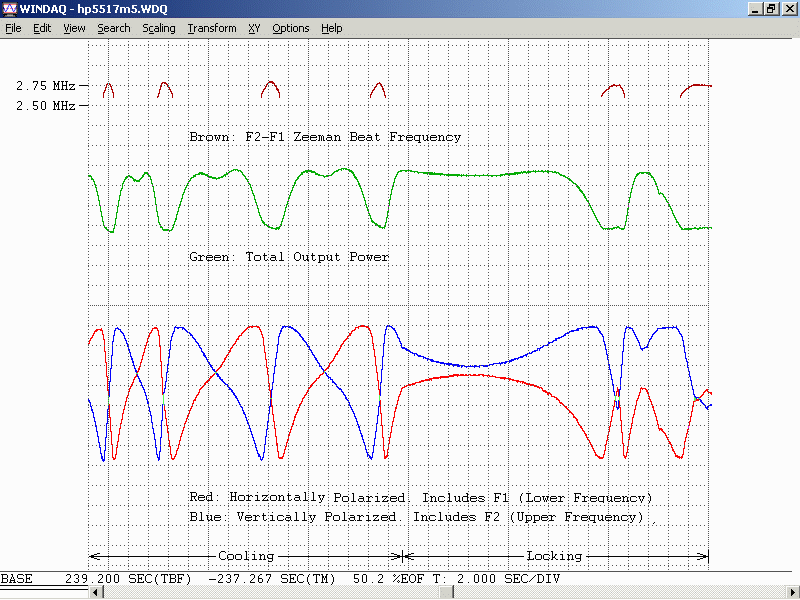 WINDAQ - hp5517m5.WDQ
File Edit View Search Scaling Transform XY Options Help
2.75 MHz
2.50 MHz
Brown: F2-F1 Zeeman Beat Frequency
Green: Total Output Power
Red: Horizontally Polarized. Includes F1 (Lower Frequency)
Blue: Vertically Polarized. Includes F2 (Upper Frequency)
Cooling Locking
BASE 239.200 SEC(TBF) -237.267 SEC(TM) 50.2 %EOF T: 2.000 SEC/DIV